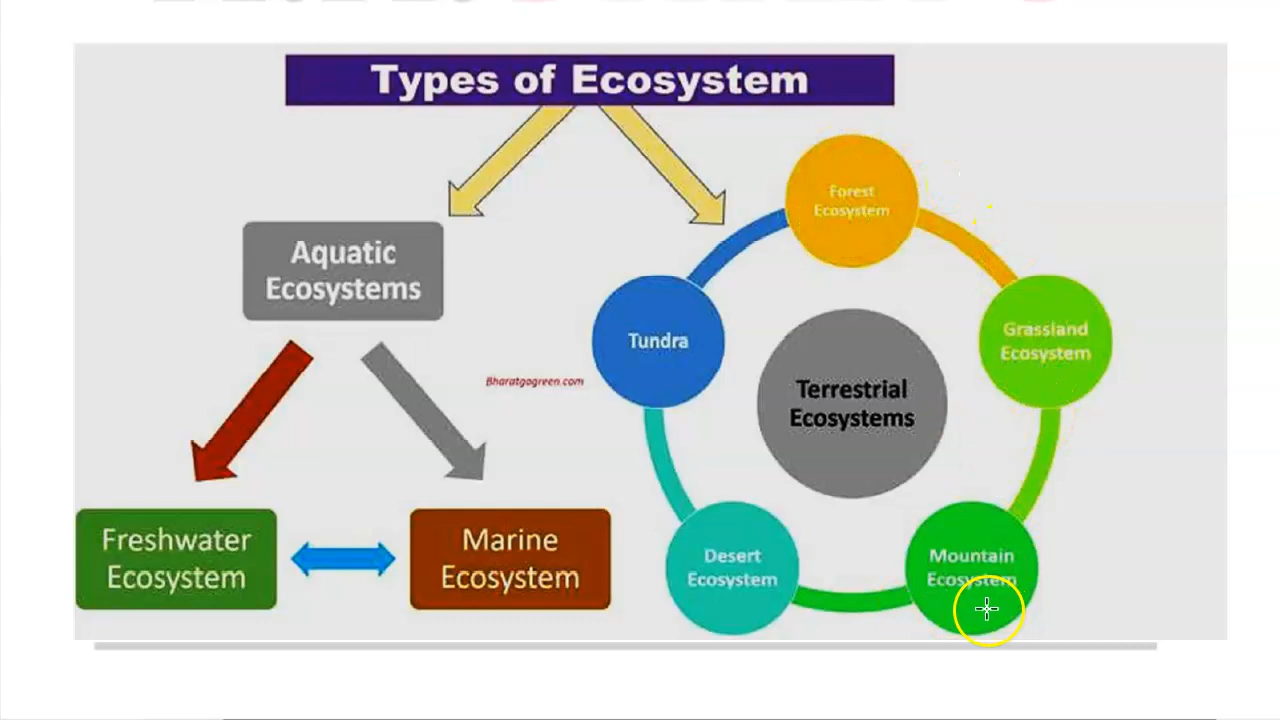 Types of Ecosystem
Aquatic
Ecosystems
Freshwater
Ecosystem
Marine
Ecosystem
Bharatgogreen.com
Forest
Ecosystem
Tundra
Grassland
Ecosystem
Terrestrial
Ecosystems
Desert
Ecosystem
Mountain
Ecosystem